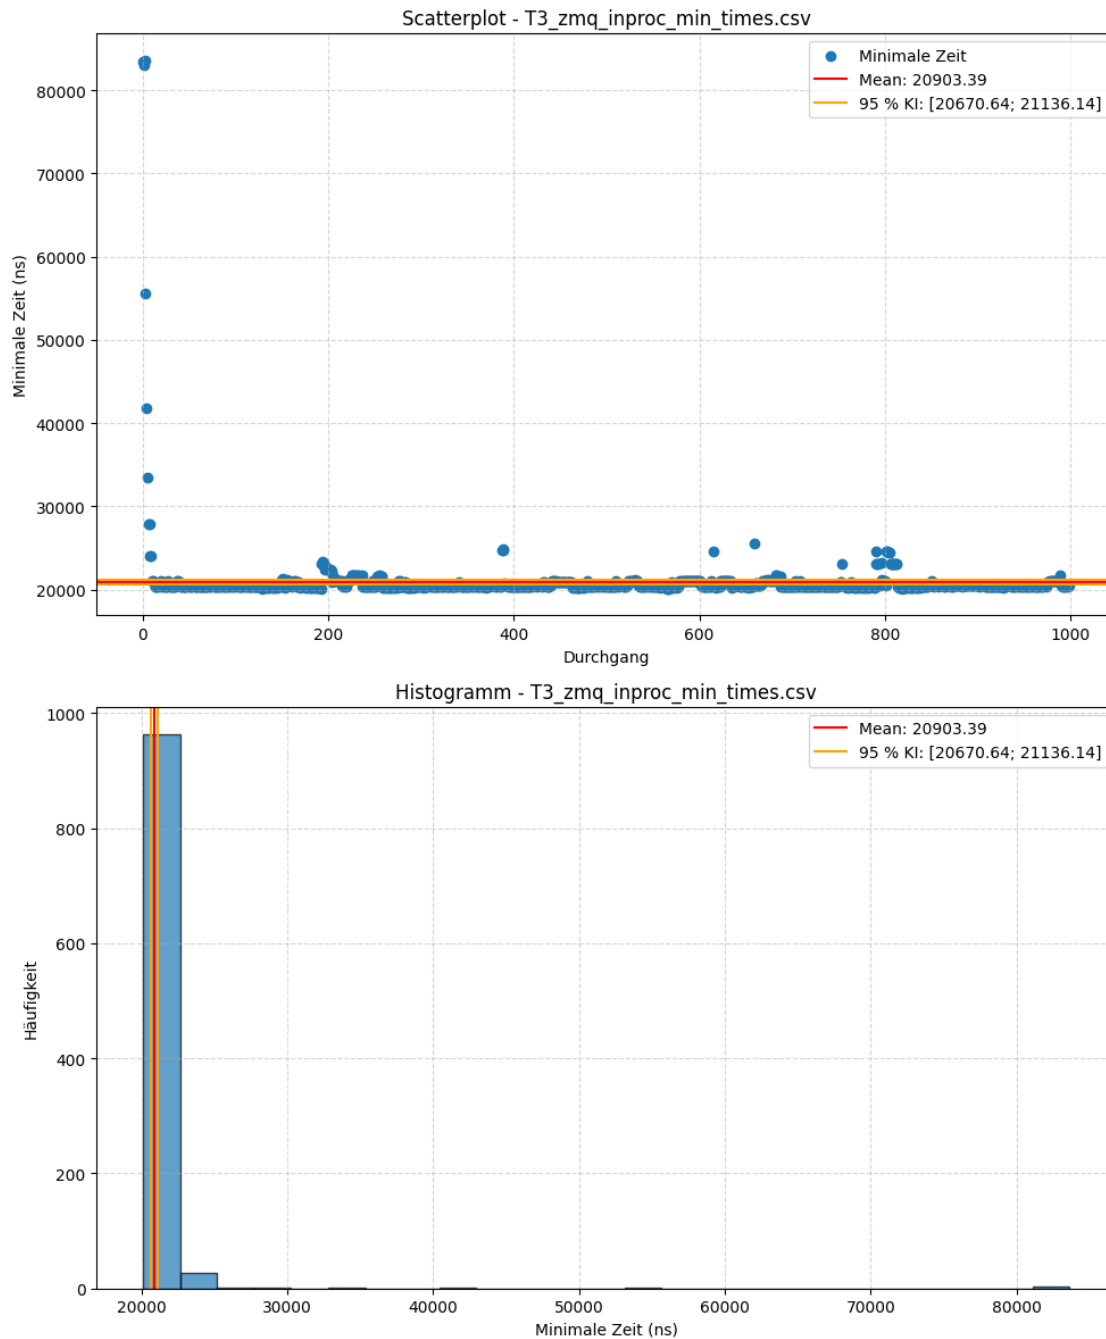 Scatterplot - T3_zmq_inproc_min_times.csv
Minimale Zeit
Mean: 20903.39
95 % KI: [20670.64; 21136.14]
80000
70000
60000
50000
40000
30000
20000
Minimale Zeit (ns)
0 200 400 600 800 1000
Durchgang
Histogramm - T3_zmq_inproc_min_times.csv
Mean: 20903.39
95 % KI: [20670.64; 21136.14]
1000
800
600
400
200
0
Häufigkeit
20000 30000 40000 50000 60000 70000 80000
Minimale Zeit (ns)